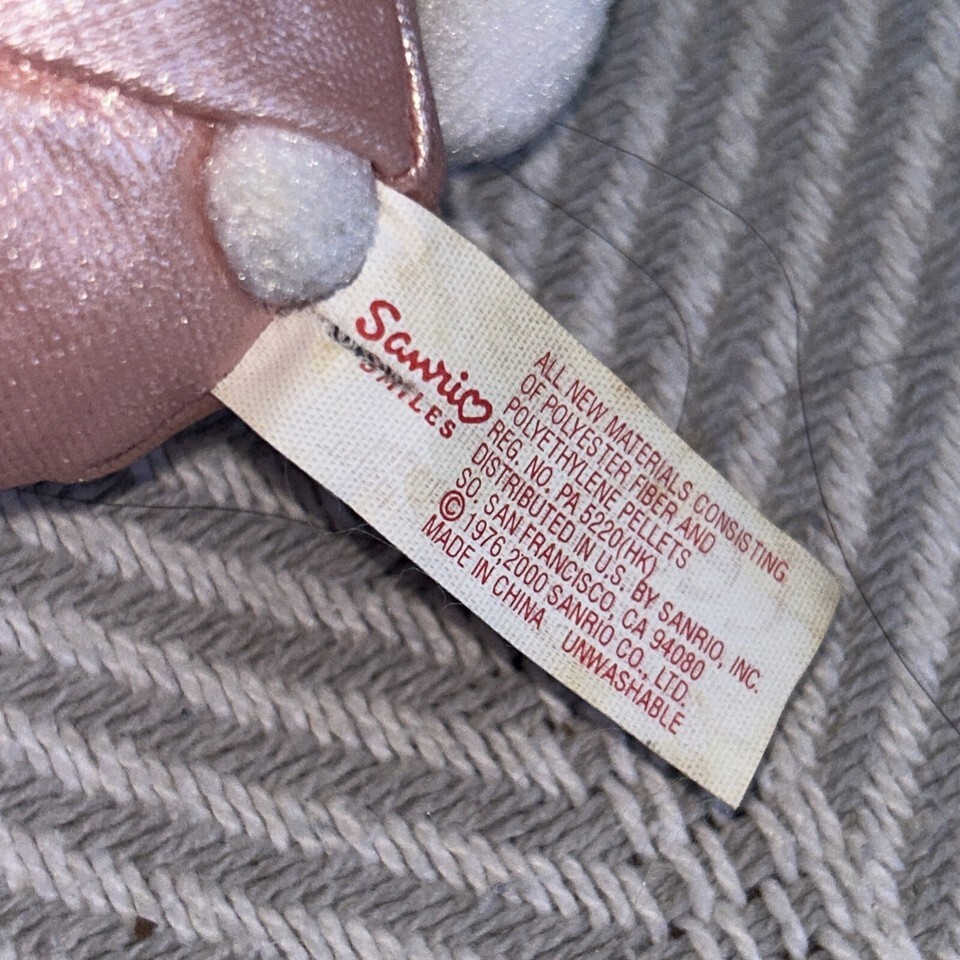 Sanrio
SMILES
ALL NEW MATERIALS CONSISTING
OF POLYESTER FIBER AND
POLYETHYLENE PELLETS
REG. NO. PA 5220(HK)
DISTRIBUTED IN U.S. BY SANRIO, INC.
SO. SAN FRANCISCO, CA 94080
© 1976, 2000 SANRIO CO., LTD.
MADE IN CHINA UNWASHABLE